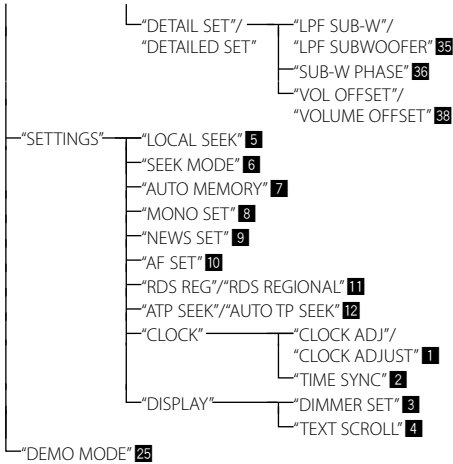 “DETAIL SET”/ “LPF SUB-W”/
“DETAILED SET” “LPF SUBWOOFER” 35
“SUB-W PHASE” 36
“VOL OFFSET”/
“VOLUME OFFSET” 38
“SETTINGS” “LOCAL SEEK” 5
“SEEK MODE” 6
“AUTO MEMORY” 7
“MONO SET” 8
“NEWS SET” 9
“AF SET” 10
“RDS REG”/“RDS REGIONAL” 11
“ATP SEEK”/“AUTO TP SEEK” 12
“CLOCK” “CLOCK ADJ”/
“CLOCK ADJUST” 1
“TIME SYNC” 2
“DISPLAY” “DIMMER SET” 3
“TEXT SCROLL” 4
“DEMO MODE” 25